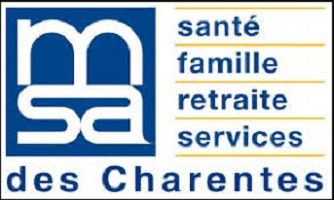 msa
santé
famille
retraite
services
des Charentes